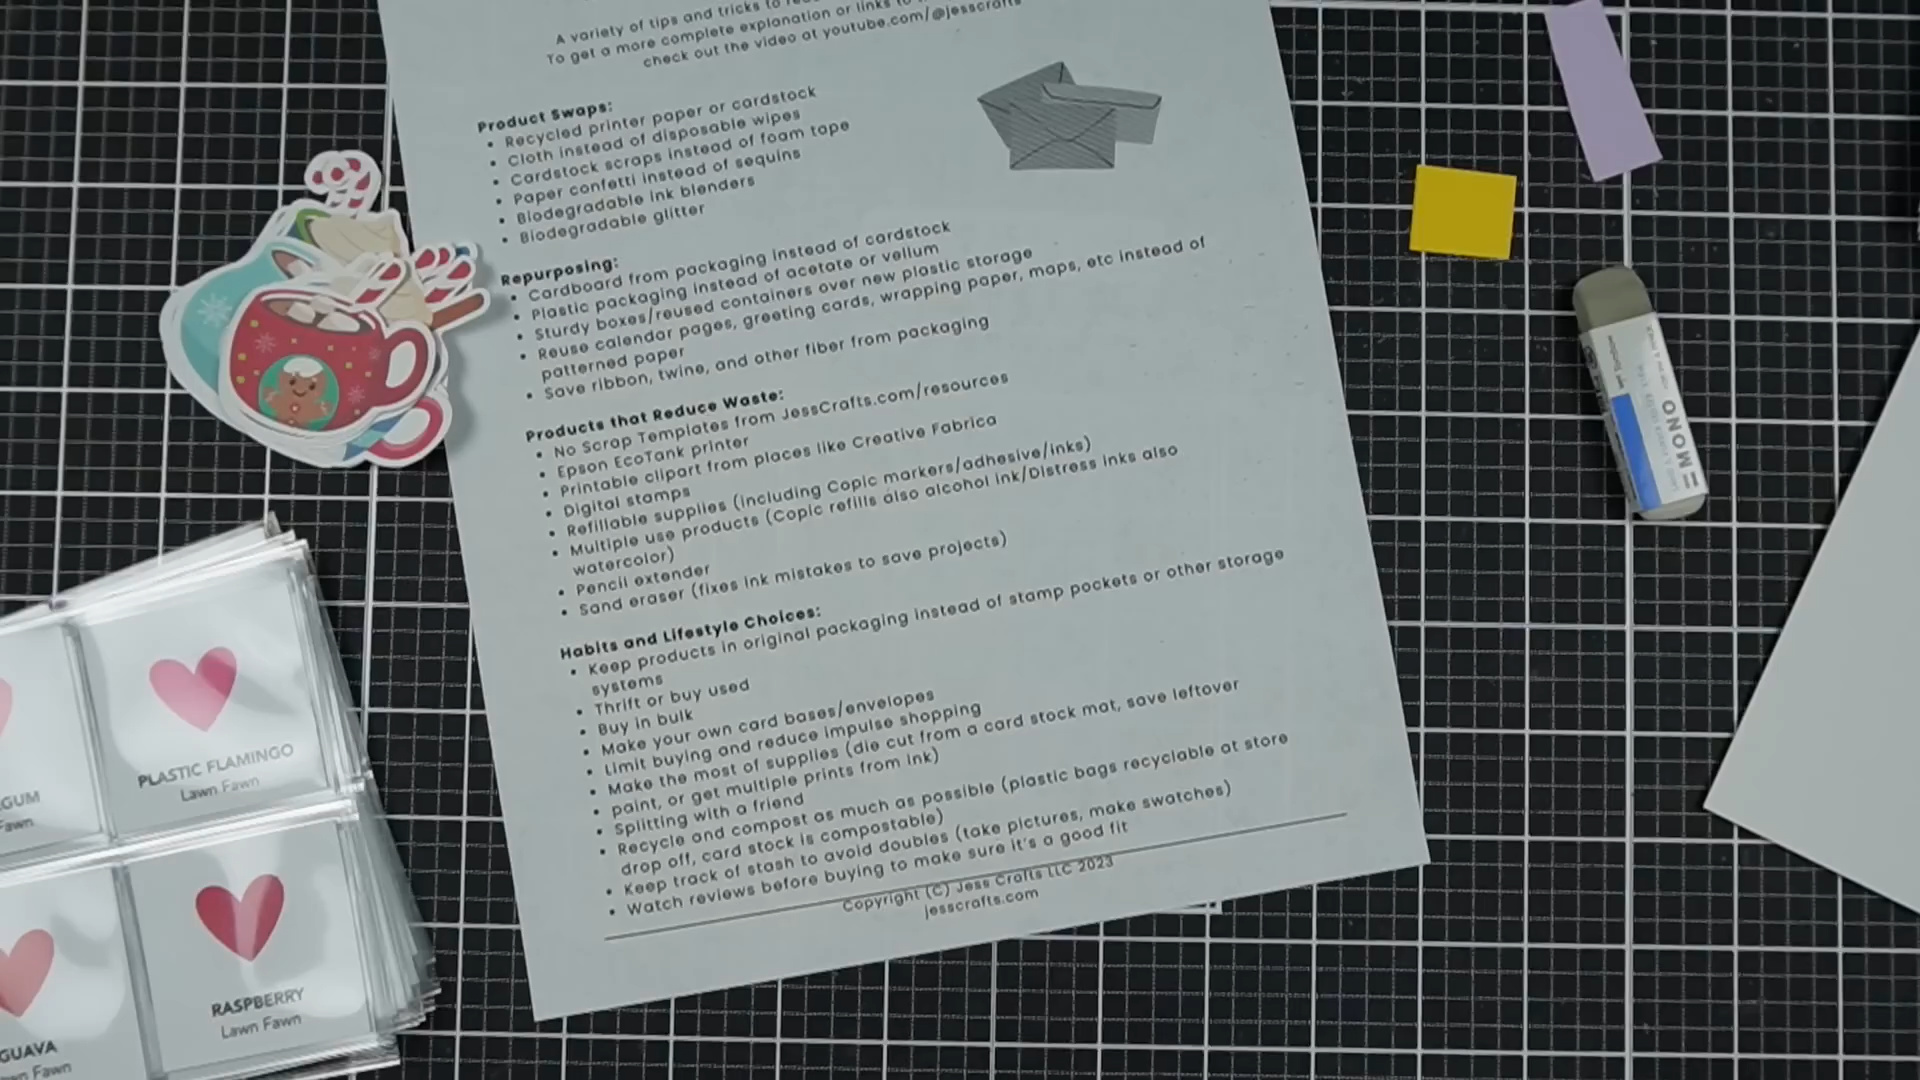 A variety of tips and tricks to
To get a more complete explanation or links to
check out the video at youtube.com/@jesscrafts
Product Swaps:
• Recycled printer paper or cardstock
• Cloth instead of disposable wipes
• Cardstock scraps instead of foam tape
• Paper confetti instead of sequins
• Biodegradable ink blenders
• Biodegradable glitter
Repurposing:
• Cardboard from packaging instead of cardstock
• Plastic packaging instead of acetate or vellum
• Sturdy boxes/reused containers over new plastic storage
• Reuse calendar pages, greeting cards, wrapping paper, maps, etc instead of
patterned paper
• Save ribbon, twine, and other fiber from packaging
Products that Reduce Waste:
• No Scrap Templates from JessCrafts.com/resources
• Epson EcoTank printer
• Printable clipart from places like Creative Fabrica
• Digital stamps
• Refillable supplies (including Copic markers/adhesive/inks)
• Multiple use products (Copic refills also alcohol ink/Distress inks also
watercolor)
• Pencil extender
• Sand eraser (fixes ink mistakes to save projects)
Habits and Lifestyle Choices:
• Keep products in original packaging instead of stamp pockets or other storage
systems
• Thrift or buy used
• Buy in bulk
• Make your own card bases/envelopes
• Limit buying and reduce impulse shopping
• Make the most of supplies (die cut from a card stock mat, save leftover
• paint, or get multiple prints from ink)
• Splitting with a friend
• Recycle and compost as much as possible (plastic bags recyclable at store
drop off, card stock is compostable)
• Keep track of stash to avoid doubles (take pictures, make swatches)
• Watch reviews before buying to make sure it's a good fit
Copyright (C) Jess Crafts LLC 2023
jesscrafts.com
PLASTIC FLAMINGO
Lawn Fawn
GUM
Fawn
RASPBERRY
Lawn Fawn
GUAVA
Fawn
MONO